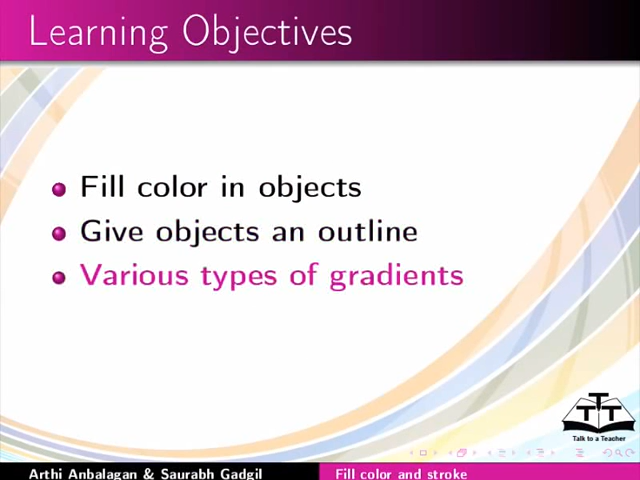 Learning Objectives
Fill color in objects
Give objects an outline
Various types of gradients
TTT
Talk to a Teacher
Arthi Anbalagan & Saurabh Gadgil
Fill color and stroke